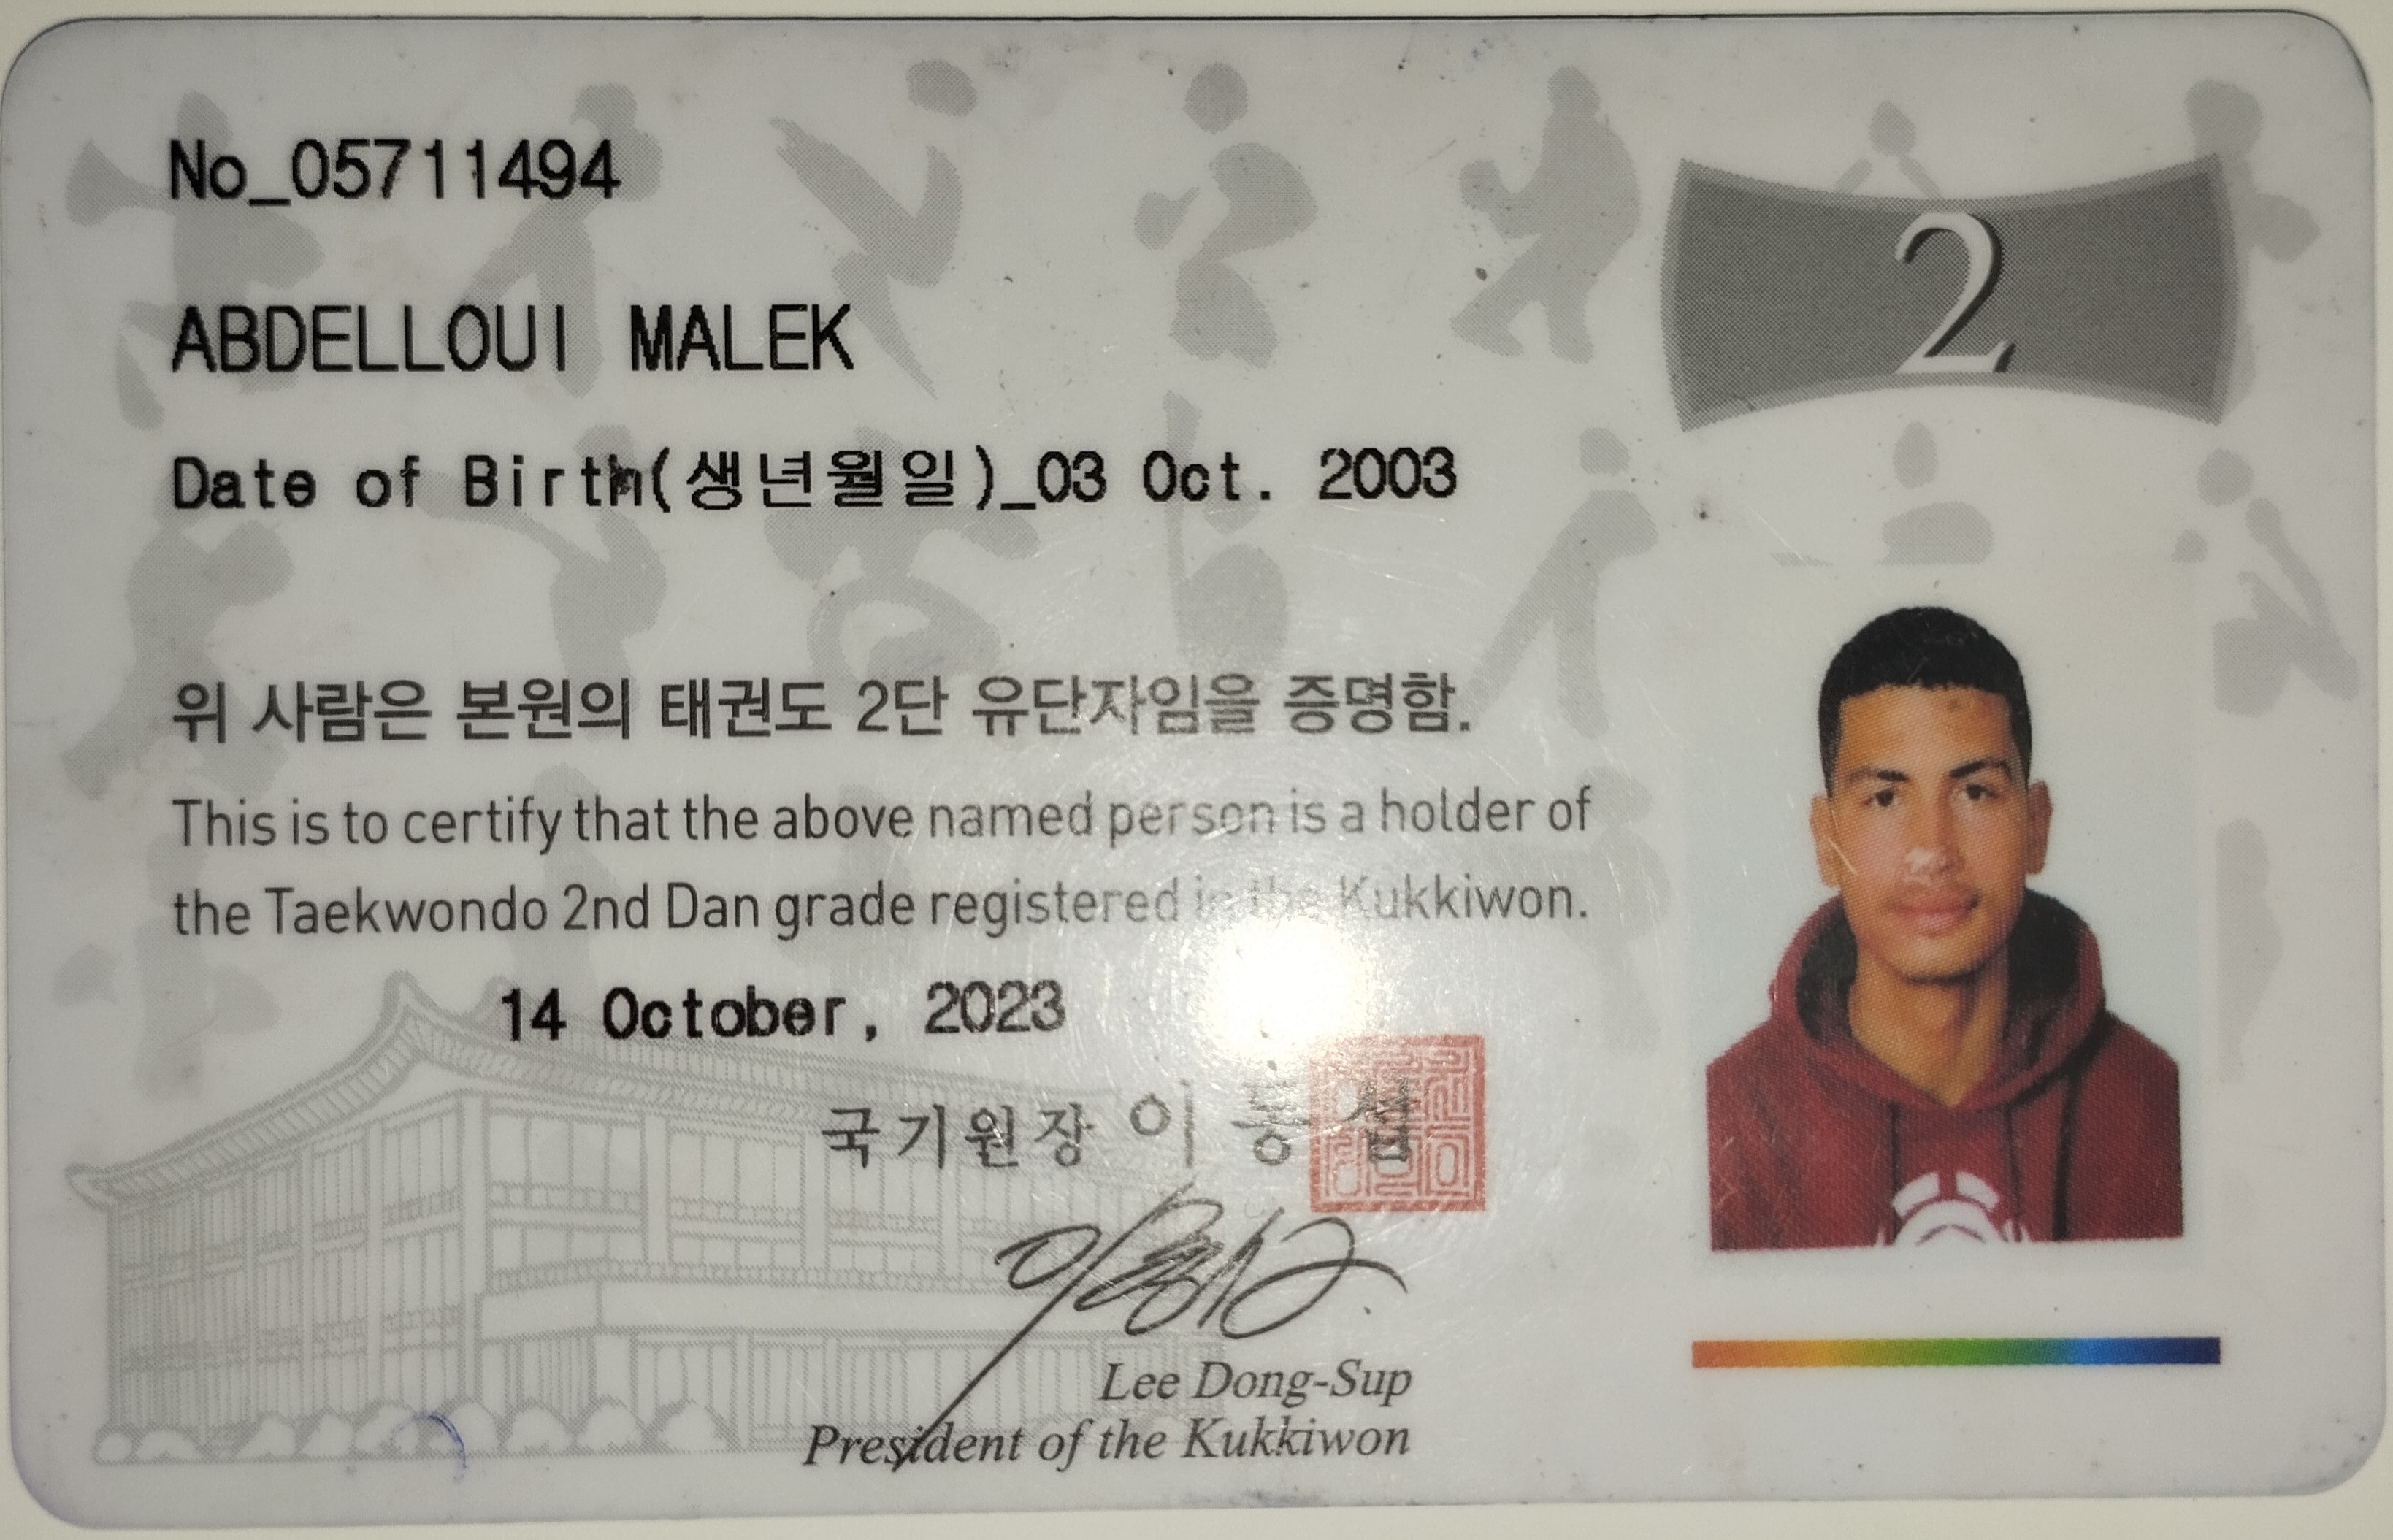 No_05711494
2
ABDELLOUI MALEK
Date of Birth(생년월일)_03 Oct. 2003
위 사람은 본원의 태권도 2단 유단자임을 증명함.
This is to certify that the above named person is a holder of
the Taekwondo 2nd Dan grade registered in the Kukkiwon.
14 October, 2023
국기원장 이동섭
Lee Dong-Sup
President of the Kukkiwon